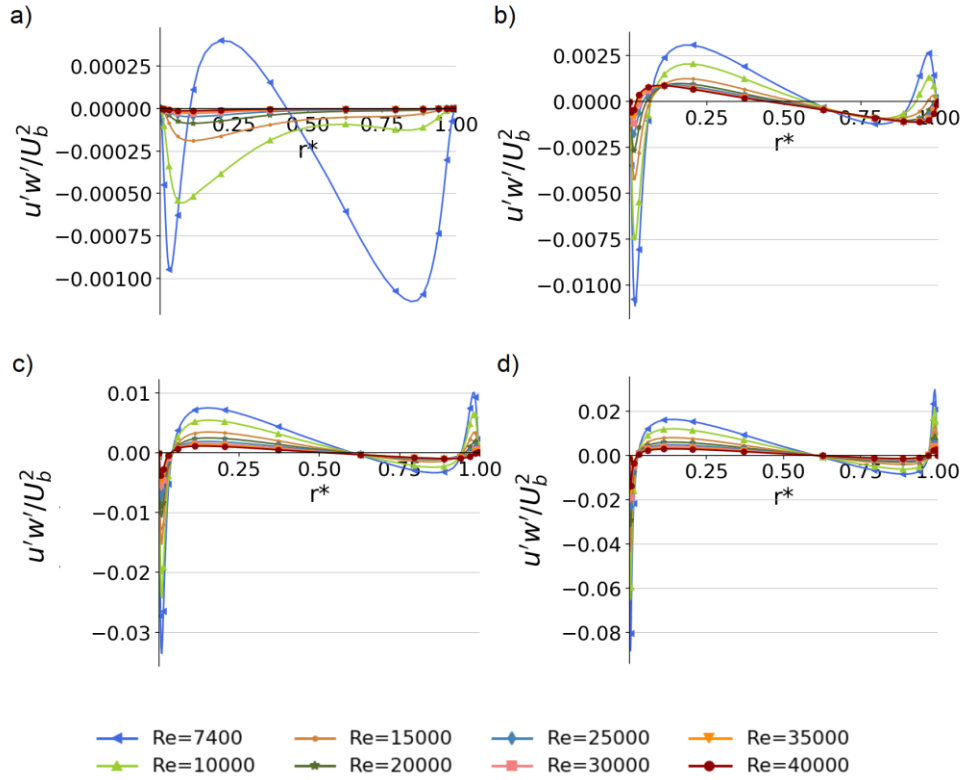 a)
0.00025
0.00000
−0.00025
−0.00050
−0.00075
−0.00100
0.25
0.50
0.75
1.00
r*
u'w'/U_b^2
b)
0.0025
0.0000
−0.0025
−0.0050
−0.0075
−0.0100
0.25
0.50
0.75
1.00
r*
u'w'/U_b^2
c)
0.01
0.00
−0.01
−0.02
−0.03
0.25
0.50
0.75
1.00
r*
u'w'/U_b^2
d)
0.02
0.00
−0.02
−0.04
−0.06
−0.08
0.25
0.50
0.75
1.00
r*
u'w'/U_b^2
Re=7400 Re=15000 Re=25000 Re=35000
Re=10000 Re=20000 Re=30000 Re=40000